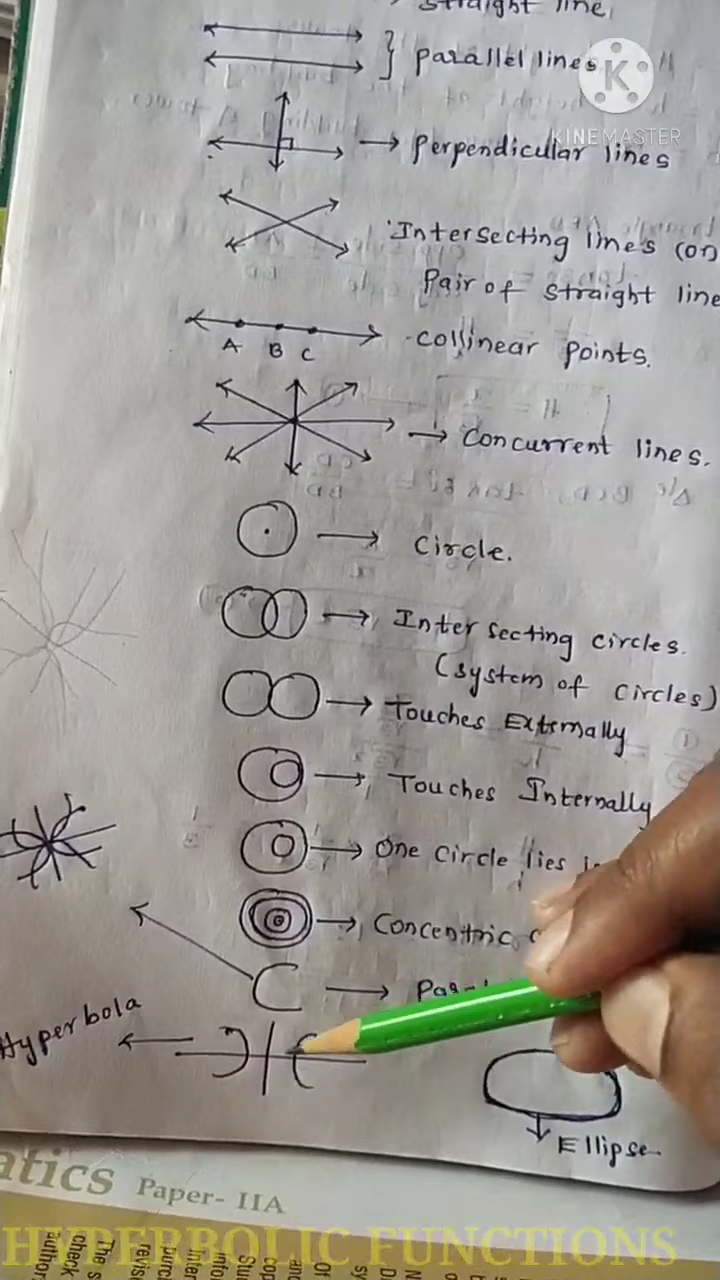 straight line,
} parallel lines
K
KINEMASTER
→ perpendicular lines
Intersecting lines (or)
Pair of straight line
A B C
collinear points.
→ concurrent lines.
→ circle.
→ Intersecting circles.
(system of circles)
→ Touches Externally
→ Touches Internally
→ One circle lies
→ Concentric
→
Hyperbola
Ellipse
atics Paper- IIA
HYPERBOLIC FUNCTIONS